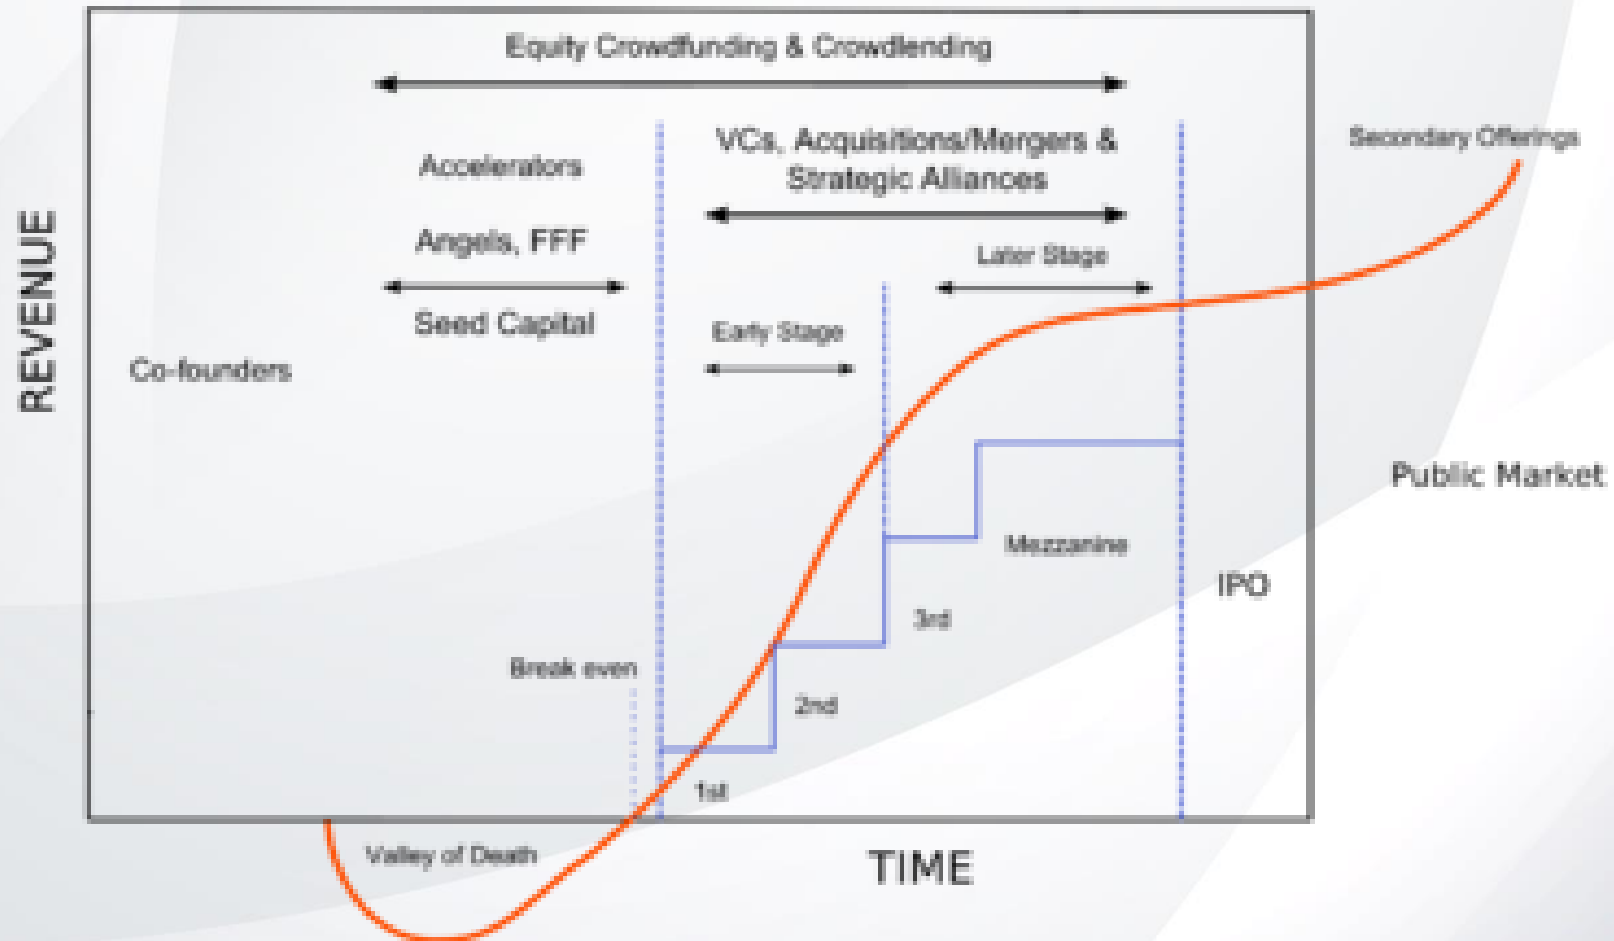 Equity Crowdfunding & Crowdlending
VCs, Acquisitions/Mergers &
Strategic Alliances
Secondary Offerings
Accelerators
Angels, FFF
Later Stage
Seed Capital
Early Stage
REVENUE
Co-founders
Public Market
Mezzanine
IPO
3rd
Break even
2nd
1st
Valley of Death
TIME